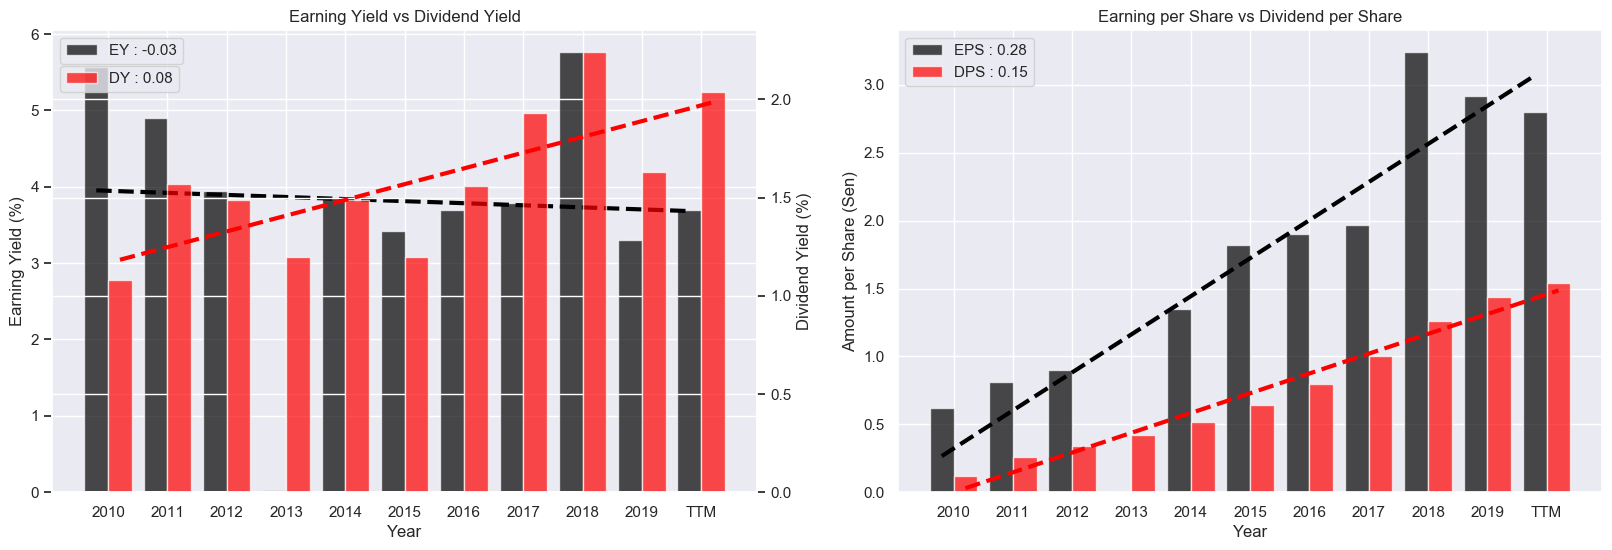 Earning Yield vs Dividend Yield
EY : -0.03
DY : 0.08
6
5
4
3
2
1
0
Earning Yield (%)
2.0
1.5
1.0
0.5
0.0
Dividend Yield (%)
2010 2011 2012 2013 2014 2015 2016 2017 2018 2019 TTM
Year
Earning per Share vs Dividend per Share
EPS : 0.28
DPS : 0.15
3.0
2.5
2.0
1.5
1.0
0.5
0.0
Amount per Share (Sen)
2010 2011 2012 2013 2014 2015 2016 2017 2018 2019 TTM
Year